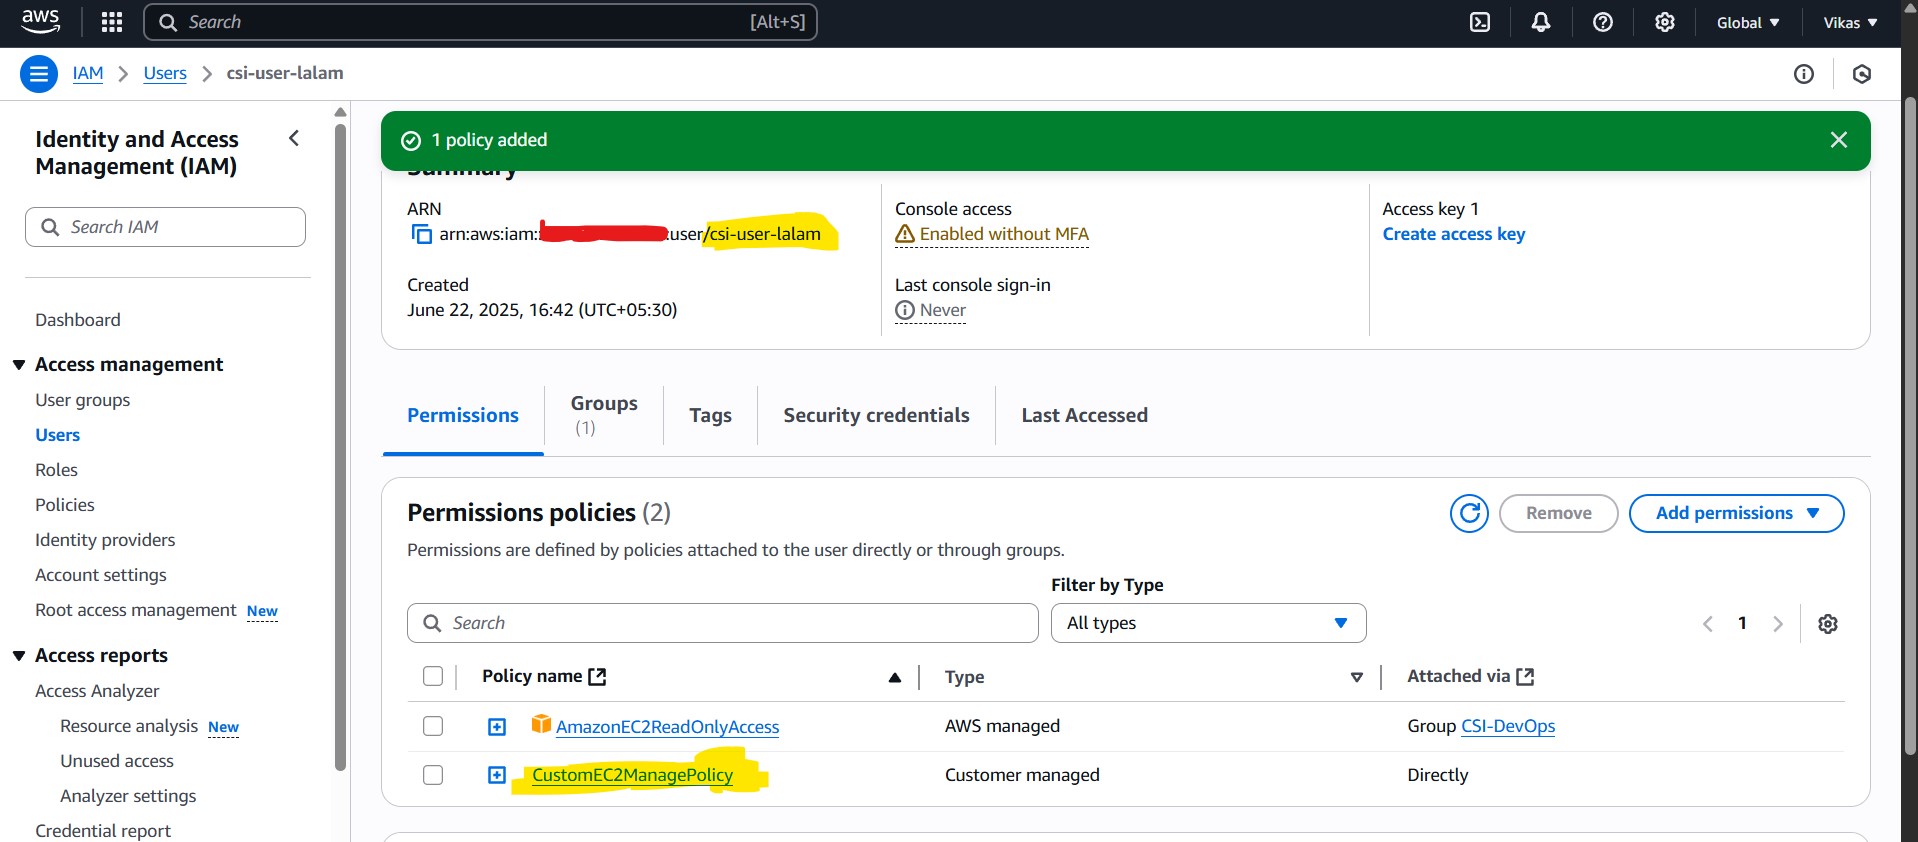 aws
Search
[Alt+S]
Global
Vikas
IAM
Users
csi-user-lalam
Identity and Access
Management (IAM)
Search IAM
Dashboard
Access management
User groups
Users
Roles
Policies
Identity providers
Account settings
Root access management New
Access reports
Access Analyzer
Resource analysis New
Unused access
Analyzer settings
Credential report
1 policy added
Summary
ARN
arn:aws:iam: :user/csi-user-lalam
Created
June 22, 2025, 16:42 (UTC+05:30)
Console access
Enabled without MFA
Last console sign-in
Never
Access key 1
Create access key
Permissions
Groups
(1)
Tags
Security credentials
Last Accessed
Permissions policies (2)
Remove
Add permissions
Permissions are defined by policies attached to the user directly or through groups.
Filter by Type
Search
All types
1
Policy name
Type
Attached via
AmazonEC2ReadOnlyAccess
AWS managed
Group CSI-DevOps
CustomEC2ManagePolicy
Customer managed
Directly